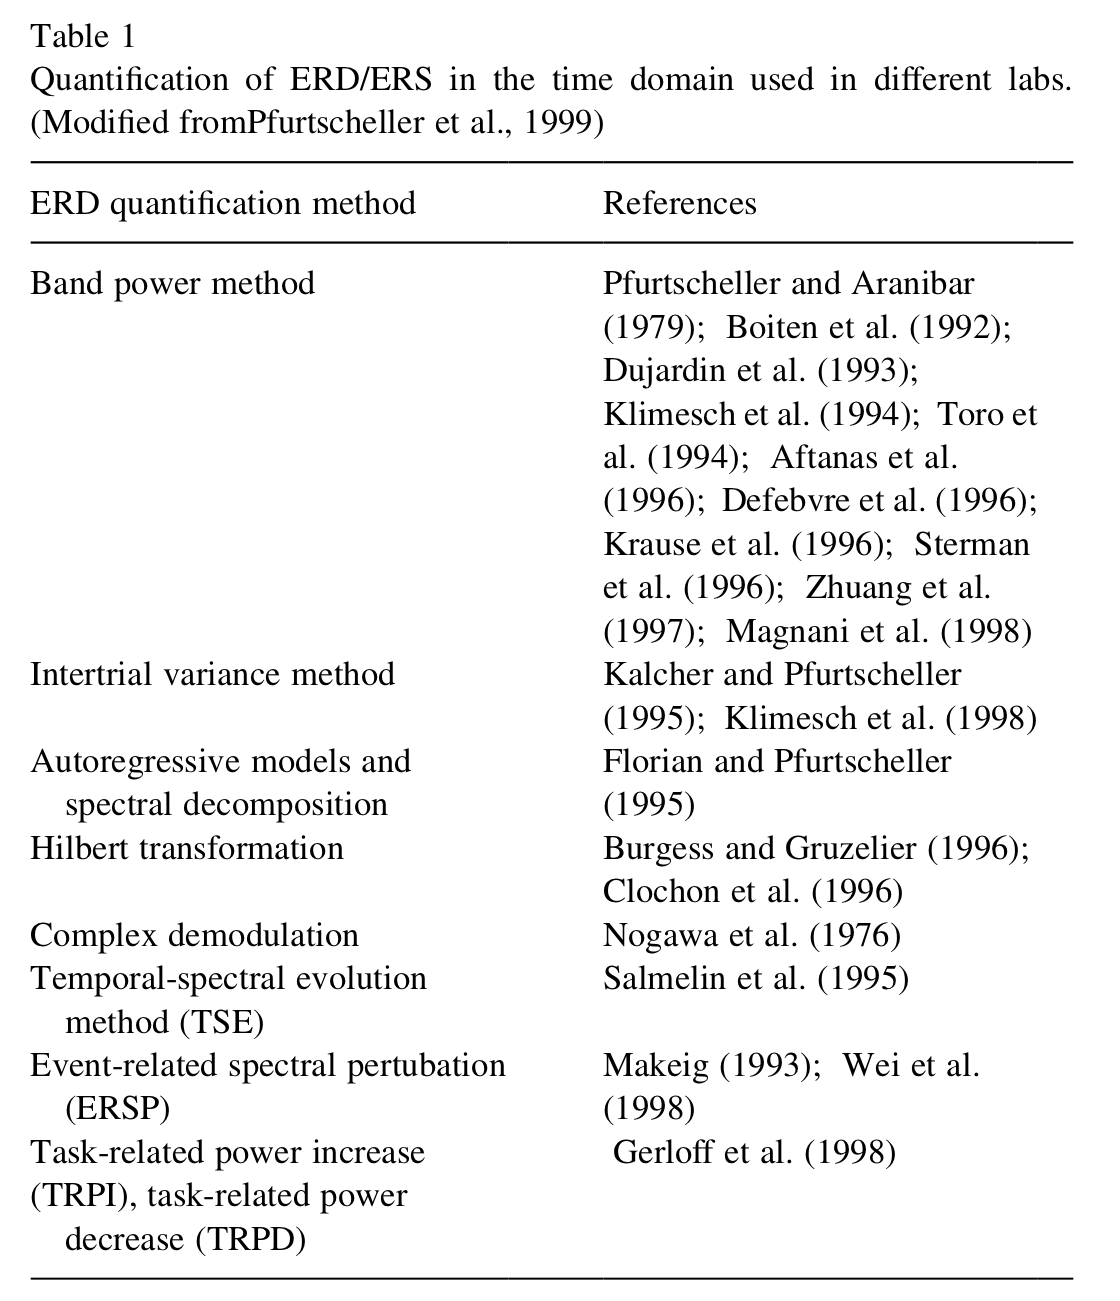 Table 1
Quantification of ERD/ERS in the time domain used in different labs.
(Modified fromPfurtscheller et al., 1999)
ERD quantification method References
Band power method Pfurtscheller and Aranibar
(1979); Boiten et al. (1992);
Dujardin et al. (1993);
Klimesch et al. (1994); Toro et
al. (1994); Aftanas et al.
(1996); Defebvre et al. (1996);
Krause et al. (1996); Sterman
et al. (1996); Zhuang et al.
(1997); Magnani et al. (1998)
Intertrial variance method Kalcher and Pfurtscheller
(1995); Klimesch et al. (1998)
Autoregressive models and Florian and Pfurtscheller
spectral decomposition (1995)
Hilbert transformation Burgess and Gruzelier (1996);
Clochon et al. (1996)
Complex demodulation Nogawa et al. (1976)
Temporal-spectral evolution Salmelin et al. (1995)
method (TSE)
Event-related spectral pertubation Makeig (1993); Wei et al.
(ERSP) (1998)
Task-related power increase Gerloff et al. (1998)
(TRPI), task-related power
decrease (TRPD)